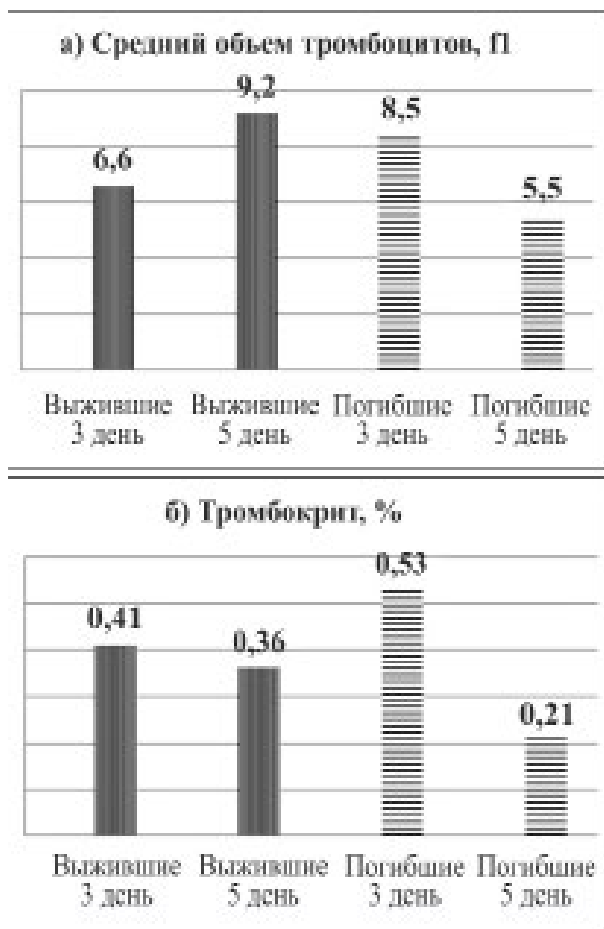 а) Средний объем тромбоцитов, fl
6,6 9,2 8,5 5,5
Выжившие Выжившие Погибшие Погибшие
3 день 5 день 3 день 5 день
б) Тромбокрит, %
0,41 0,36 0,53 0,21
Выжившие Выжившие Погибшие Погибшие
3 день 5 день 3 день 5 день